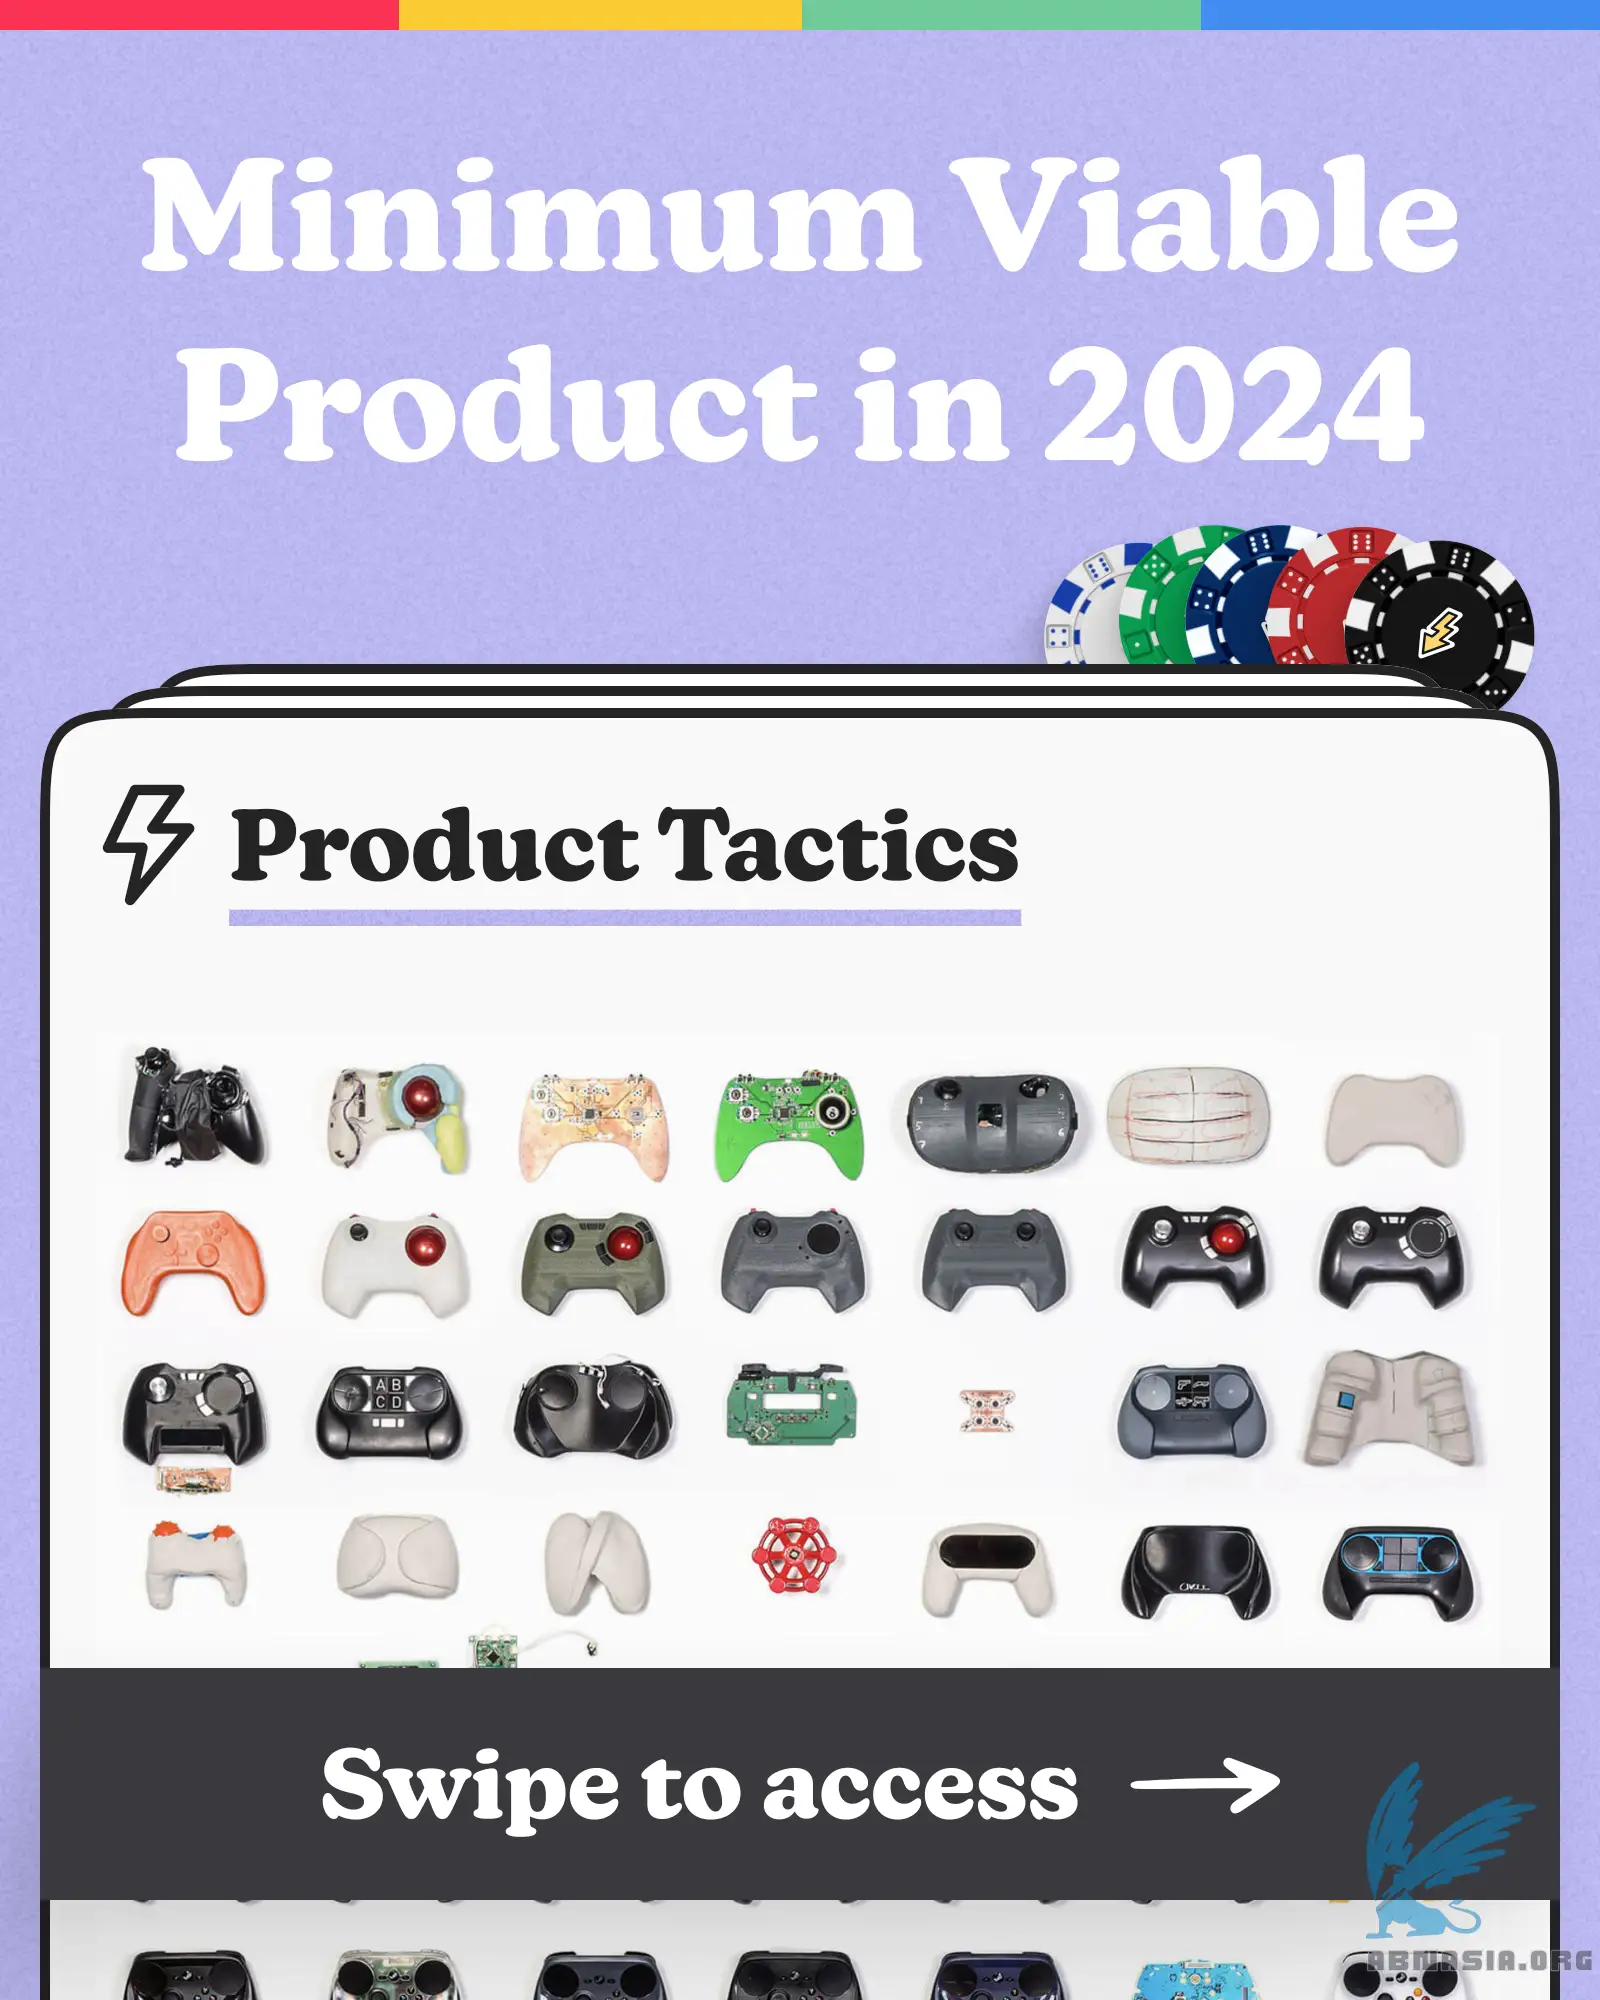 Minimum Viable
Product in 2024
Product Tactics
A B
C D
Swipe to access
ABMASIA.ORG